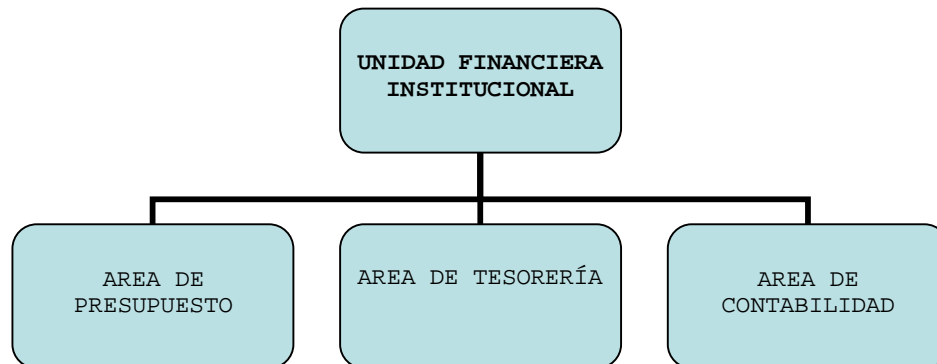 UNIDAD FINANCIERA
INSTITUCIONAL
AREA DE
PRESUPUESTO
AREA DE TESORERÍA
AREA DE
CONTABILIDAD